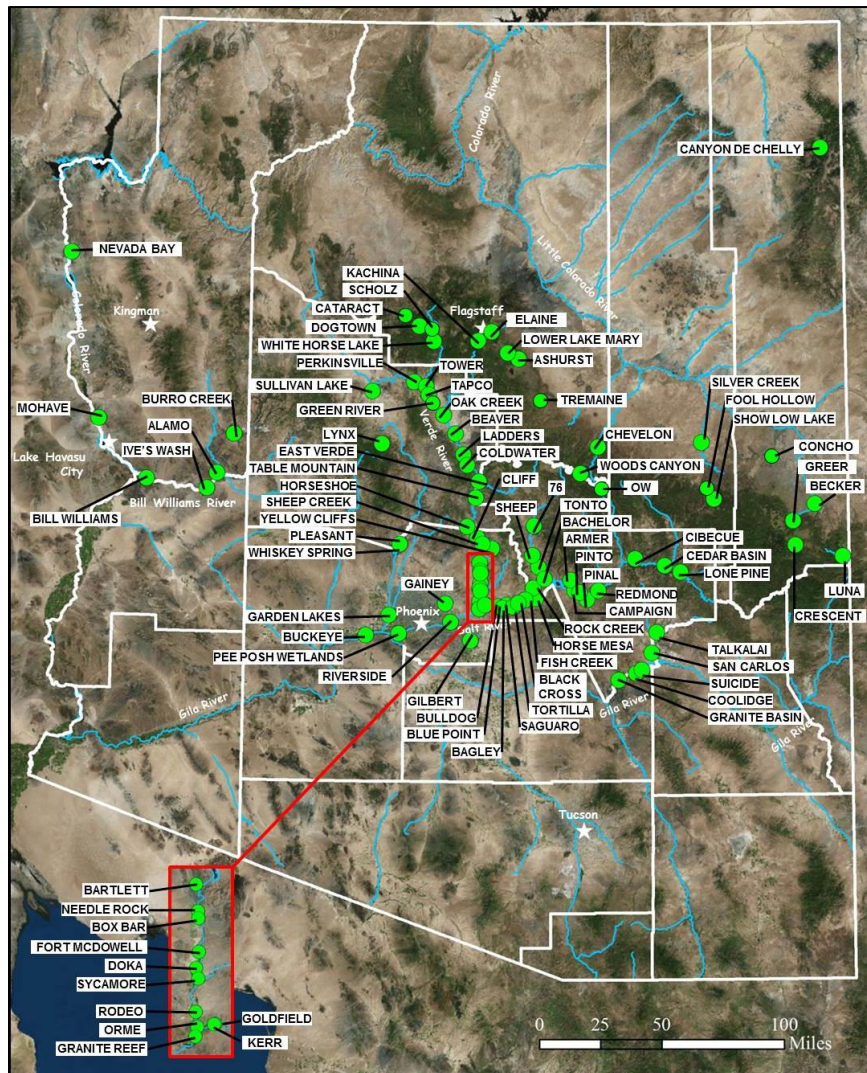 Colorado River
CANYON DE CHELLY
Little Colorado River
NEVADA BAY
KACHINA
SCHOLZ
Colorado River
Kingman
CATARACT
Flagstaff
ELAINE
DOGTOWN
LOWER LAKE MARY
WHITE HORSE LAKE
ASHURST
PERKINSVILLE
TOWER
SULLIVAN LAKE
TAPCO
SILVER CREEK
BURRO CREEK
GREEN RIVER
OAK CREEK
TREMAINE
FOOL HOLLOW
MOHAVE
Verde River
BEAVER
SHOW LOW LAKE
LYNX
LADDERS
CHEVELON
Lake Havasu
City
ALAMO
EAST VERDE
COLDWATER
CONCHO
IVE'S WASH
TABLE MOUNTAIN
CLIFF
WOODS CANYON
GREER
HORSESHOE
76
OW
BECKER
Bill Williams River
SHEEP CREEK
SHEEP
TONTO
BILL WILLIAMS
YELLOW CLIFFS
BACHELOR
PLEASANT
ARMER
CIBECUE
WHISKEY SPRING
PINTO
CEDAR BASIN
PINAL
LONE PINE
LUNA
GAINEY
REDMOND
CRESCENT
GARDEN LAKES
Phoenix
CAMPAIGN
BUCKEYE
Salt River
ROCK CREEK
PEE POSH WETLANDS
HORSE MESA
TALKALAI
RIVERSIDE
FISH CREEK
SAN CARLOS
GILBERT
BLACK
CROSS
SUICIDE
Gila River
BULLDOG
TORTILLA
Gila River
COOLIDGE
BLUE POINT
SAGUARO
GRANITE BASIN
Gila River
BAGLEY
Tucson
BARTLETT
NEEDLE ROCK
BOX BAR
FORT MCDOWELL
DOKA
SYCAMORE
RODEO
GOLDFIELD
ORME
KERR
GRANITE REEF
0 25 50 100
Miles